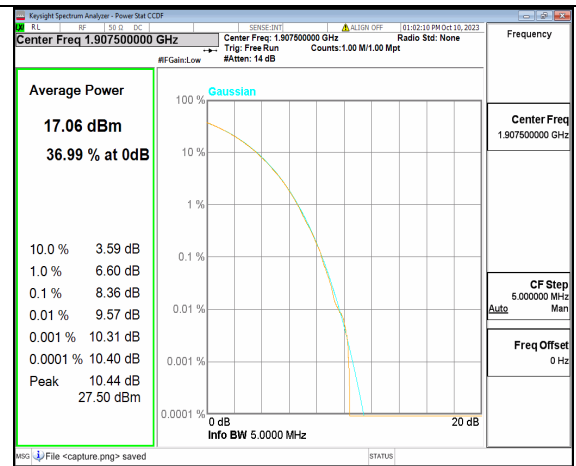 Keysight Spectrum Analyzer - Power Stat CCDF
RL RF 50 Ω DC SENSE:INT ALIGN OFF 01:02:10 PM Oct 10, 2023
Center Freq 1.907500000 GHz
Center Freq: 1.907500000 GHz Radio Std: None
Trig: Free Run Counts:1.00 M/1.00 Mpt
#IFGain:Low #Atten: 14 dB
Frequency
Average Power
17.06 dBm
36.99 % at 0dB
10.0 % 3.59 dB
1.0 % 6.60 dB
0.1 % 8.36 dB
0.01 % 9.57 dB
0.001 % 10.31 dB
0.0001 % 10.40 dB
Peak 10.44 dB
27.50 dBm
Gaussian
100 %
10 %
1 %
0.1 %
0.01 %
0.001 %
0.0001 %
0 dB 20 dB
Info BW 5.0000 MHz
Center Freq
1.907500000 GHz
CF Step
5.000000 MHz
Auto Man
Freq Offset
0 Hz
MSG File <capture.png> saved STATUS